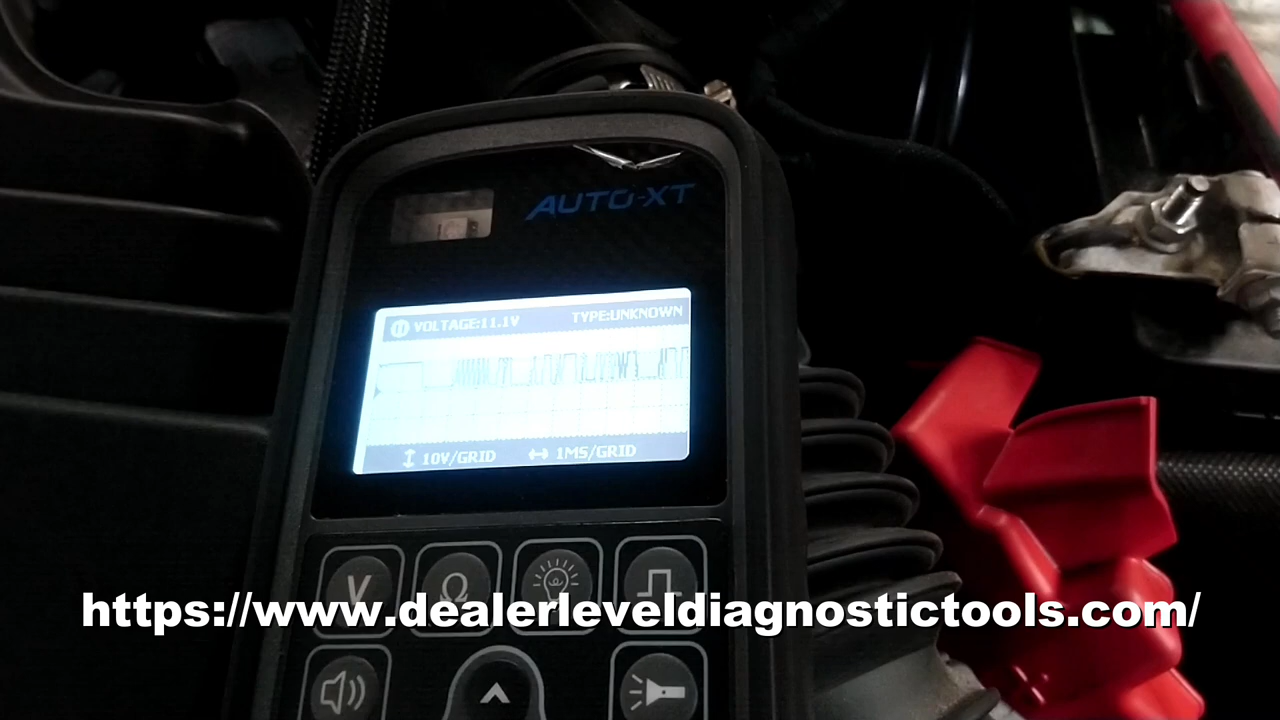 AUTO-XT
VOLTAGE:11.1V TYPE:UNKNOWN
10V/GRID 1MS/GRID
V Ω
https://www.dealerleveldiagnostictools.com/